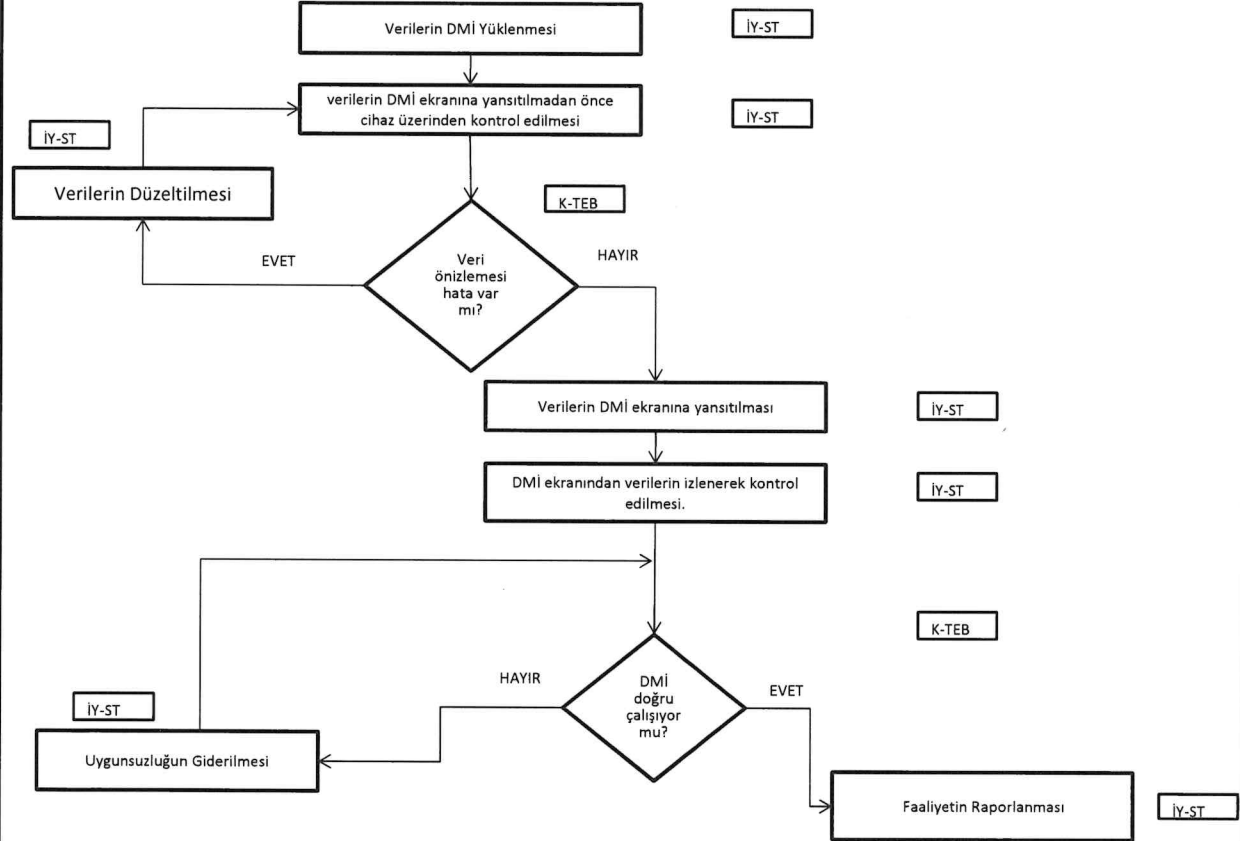 Verilerin DMİ Yüklenmesi
İY-ST
verilerin DMİ ekranına yansıtılmadan önce
cihaz üzerinden kontrol edilmesi
İY-ST
İY-ST
Verilerin Düzeltilmesi
K-TEB
EVET
Veri
önizlemesi
hata var
mı?
HAYIR
Verilerin DMİ ekranına yansıtılması
İY-ST
DMİ ekranından verilerin izlenerek kontrol
edilmesi.
İY-ST
K-TEB
HAYIR
DMİ
doğru
çalışıyor
mu?
EVET
İY-ST
Uygunsuzluğun Giderilmesi
Faaliyetin Raporlanması
İY-ST